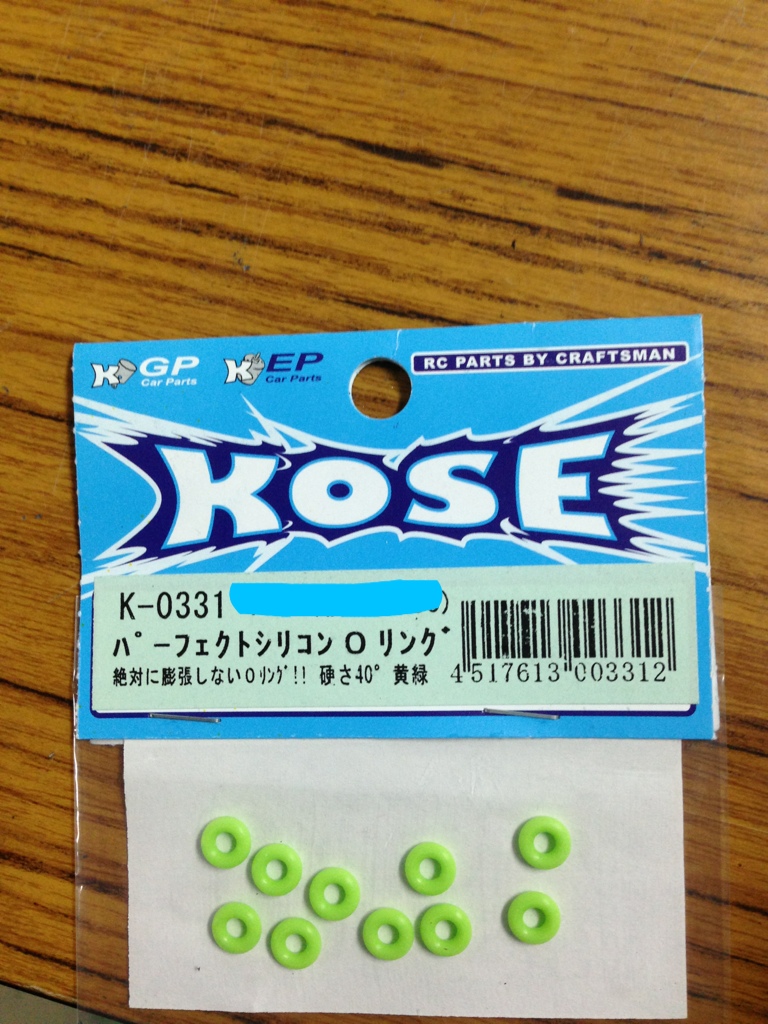 K GP
Car Parts
K EP
Car Parts
RC PARTS BY CRAFTSMAN
KOSE
K-0331
パーフェクトシリコン O リング
絶対に膨張しないOリング!! 硬さ40° 黄緑
4 517613 003312